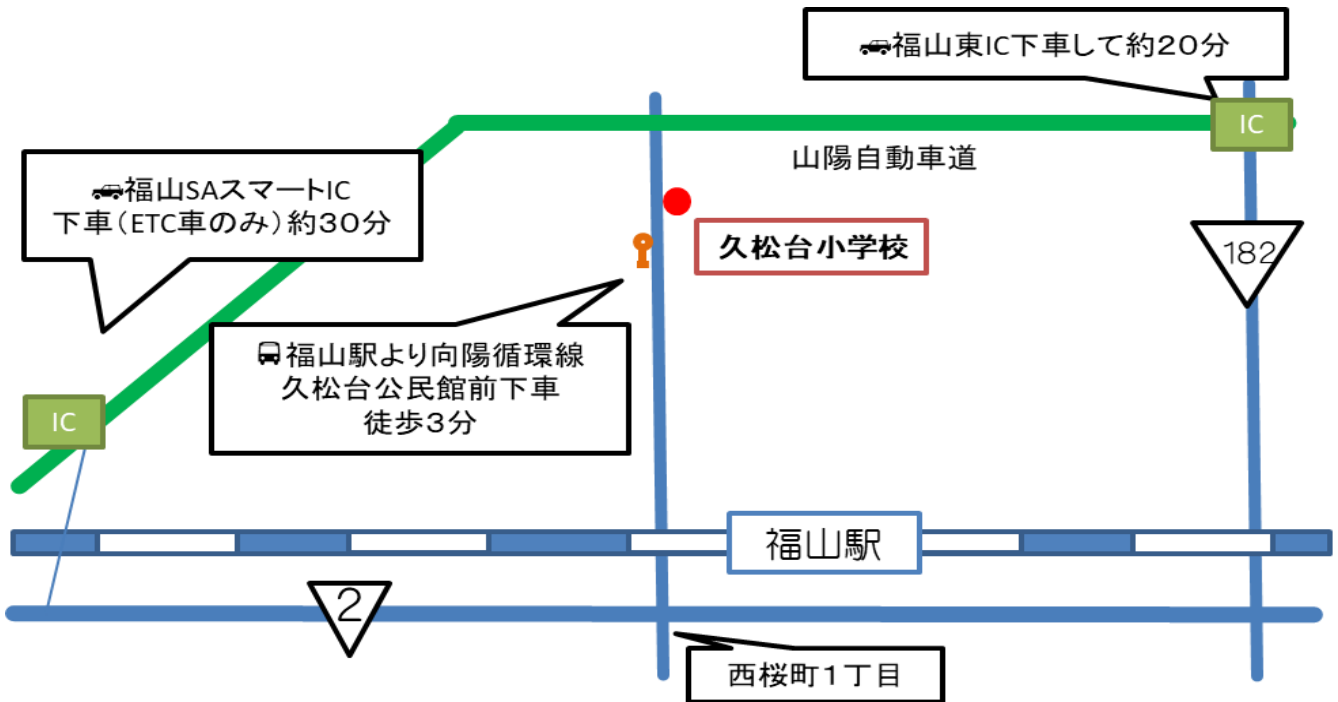 🚗福山東IC下車して約20分
IC
山陽自動車道
🚗福山SAスマートIC
下車(ETC車のみ)約30分
久松台小学校
182
🚍福山駅より向陽循環線
久松台公民館前下車
徒歩3分
IC
福山駅
2
西桜町1丁目